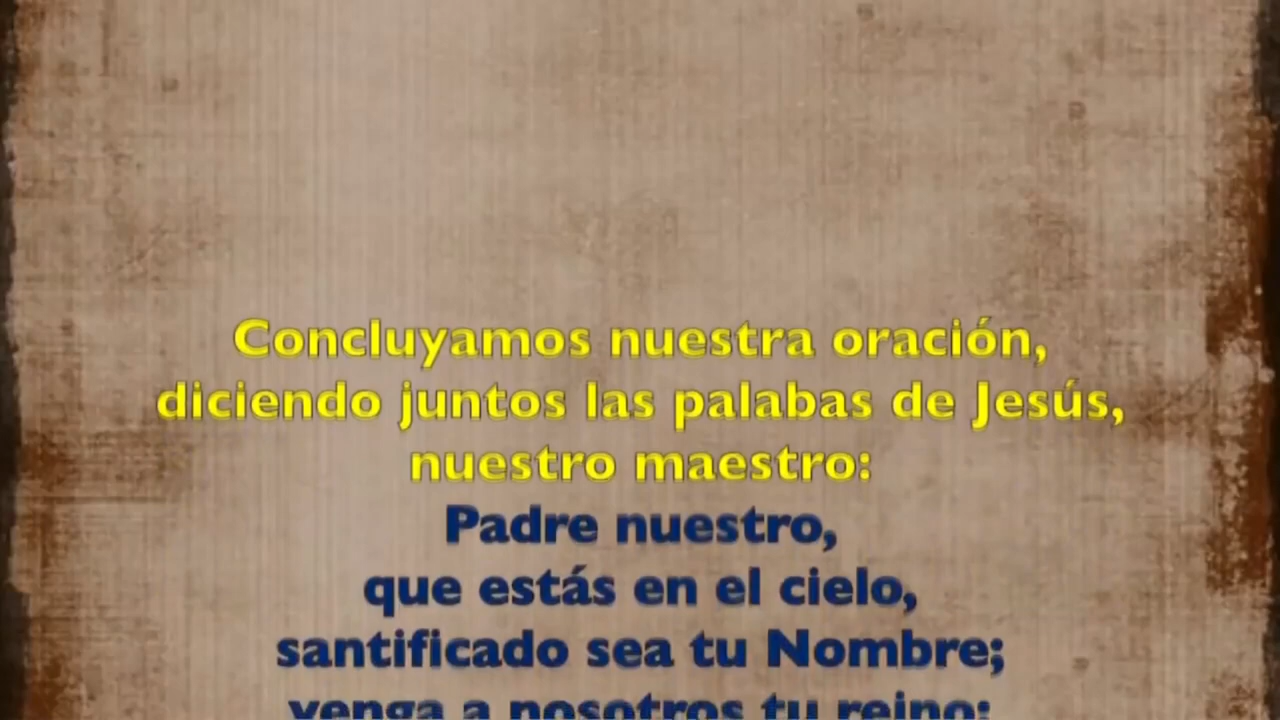 Concluyamos nuestra oración,
diciendo juntos las palabas de Jesús,
nuestro maestro:
Padre nuestro,
que estás en el cielo,
santificado sea tu Nombre;
venga a nosotros tu reino;